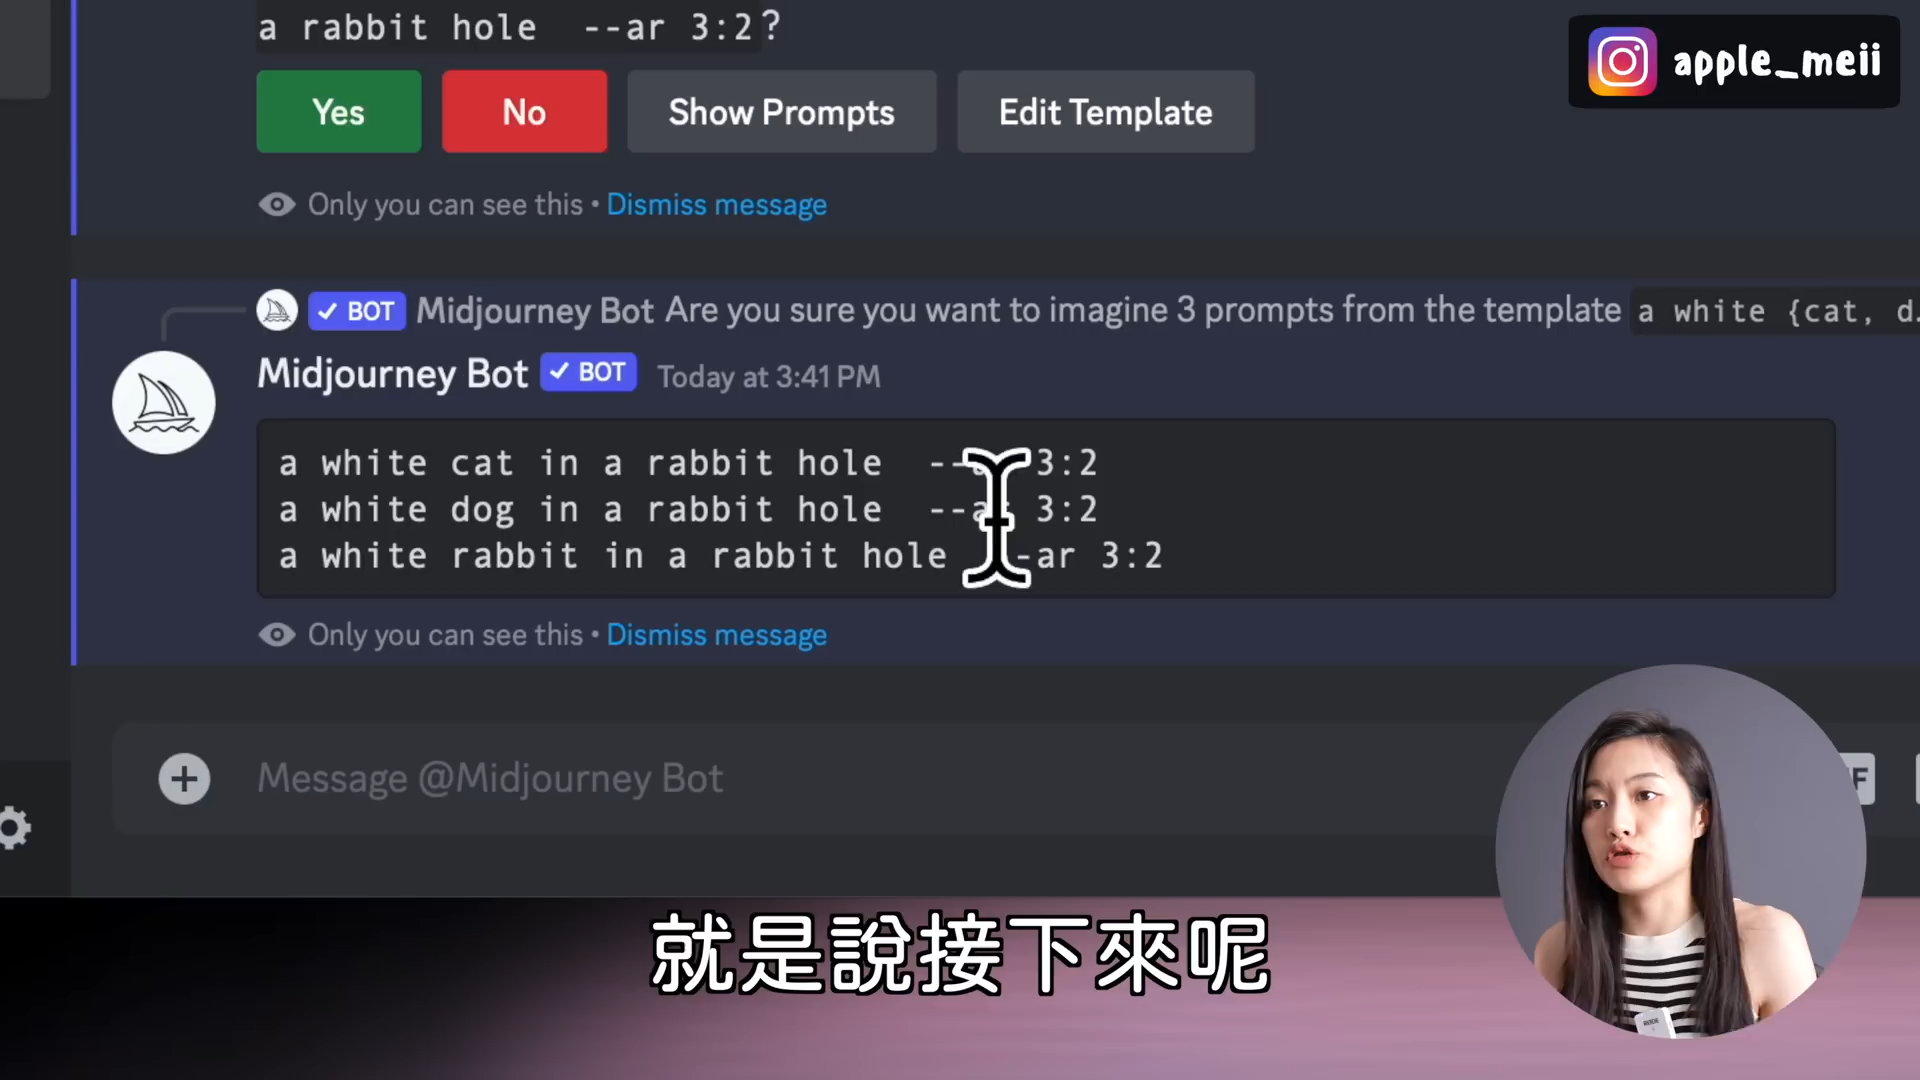 a rabbit hole  --ar 3:2?
apple_meii
Yes
No
Show Prompts
Edit Template
Only you can see this • Dismiss message
BOT Midjourney Bot Are you sure you want to imagine 3 prompts from the template a white {cat, d.
Midjourney Bot BOT Today at 3:41 PM
a white cat in a rabbit hole 3:2
a white dog in a rabbit hole  --ar 3:2
a white rabbit in a rabbit hole -ar 3:2
Only you can see this • Dismiss message
Message @Midjourney Bot
就是說接下來呢